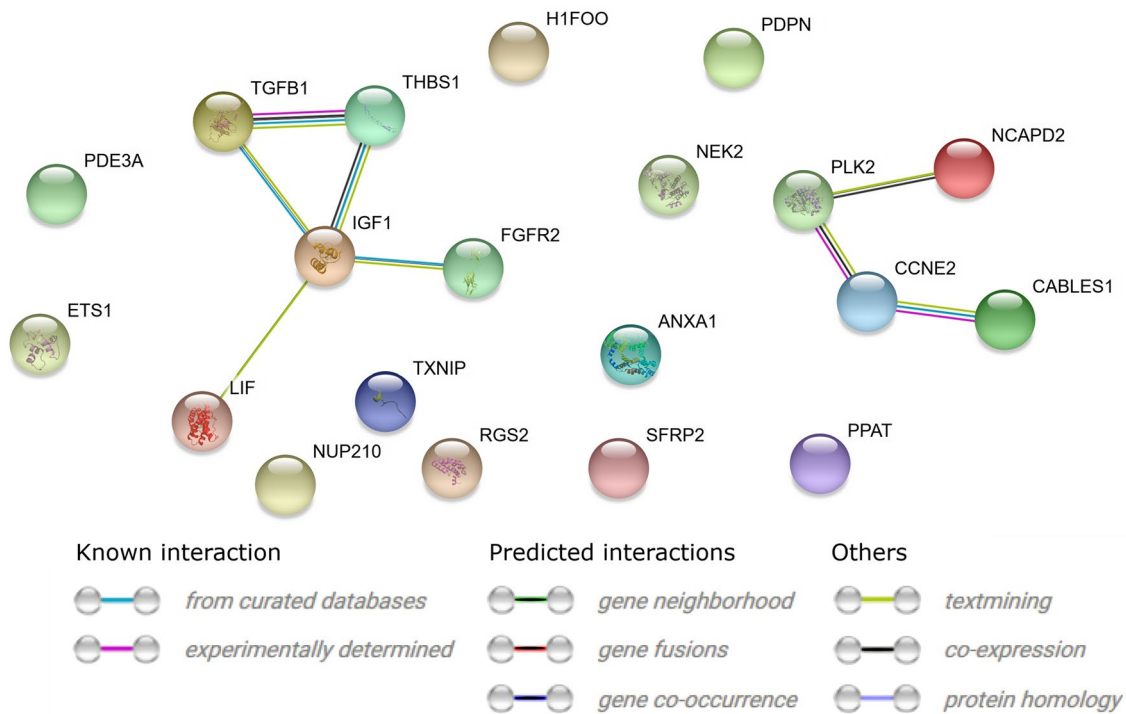 H1FOO
PDPN
TGFB1
THBS1
NCAPD2
PDE3A
NEK2
PLK2
IGF1
FGFR2
CCNE2
CABLES1
ETS1
ANXA1
LIF
TXNIP
NUP210
RGS2
SFRP2
PPAT
Known interaction
Predicted interactions
Others
from curated databases
gene neighborhood
textmining
experimentally determined
gene fusions
co-expression
gene co-occurrence
protein homology